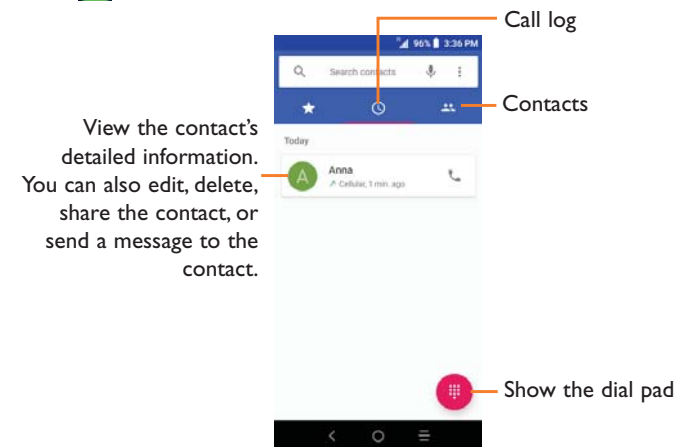 Call log
96% 3:36 PM
Search contacts
Contacts
Today
View the contact's
detailed information.
You can also edit, delete,
share the contact, or
send a message to the
contact.
A
Anna
Cellular, 1 min. ago
Show the dial pad